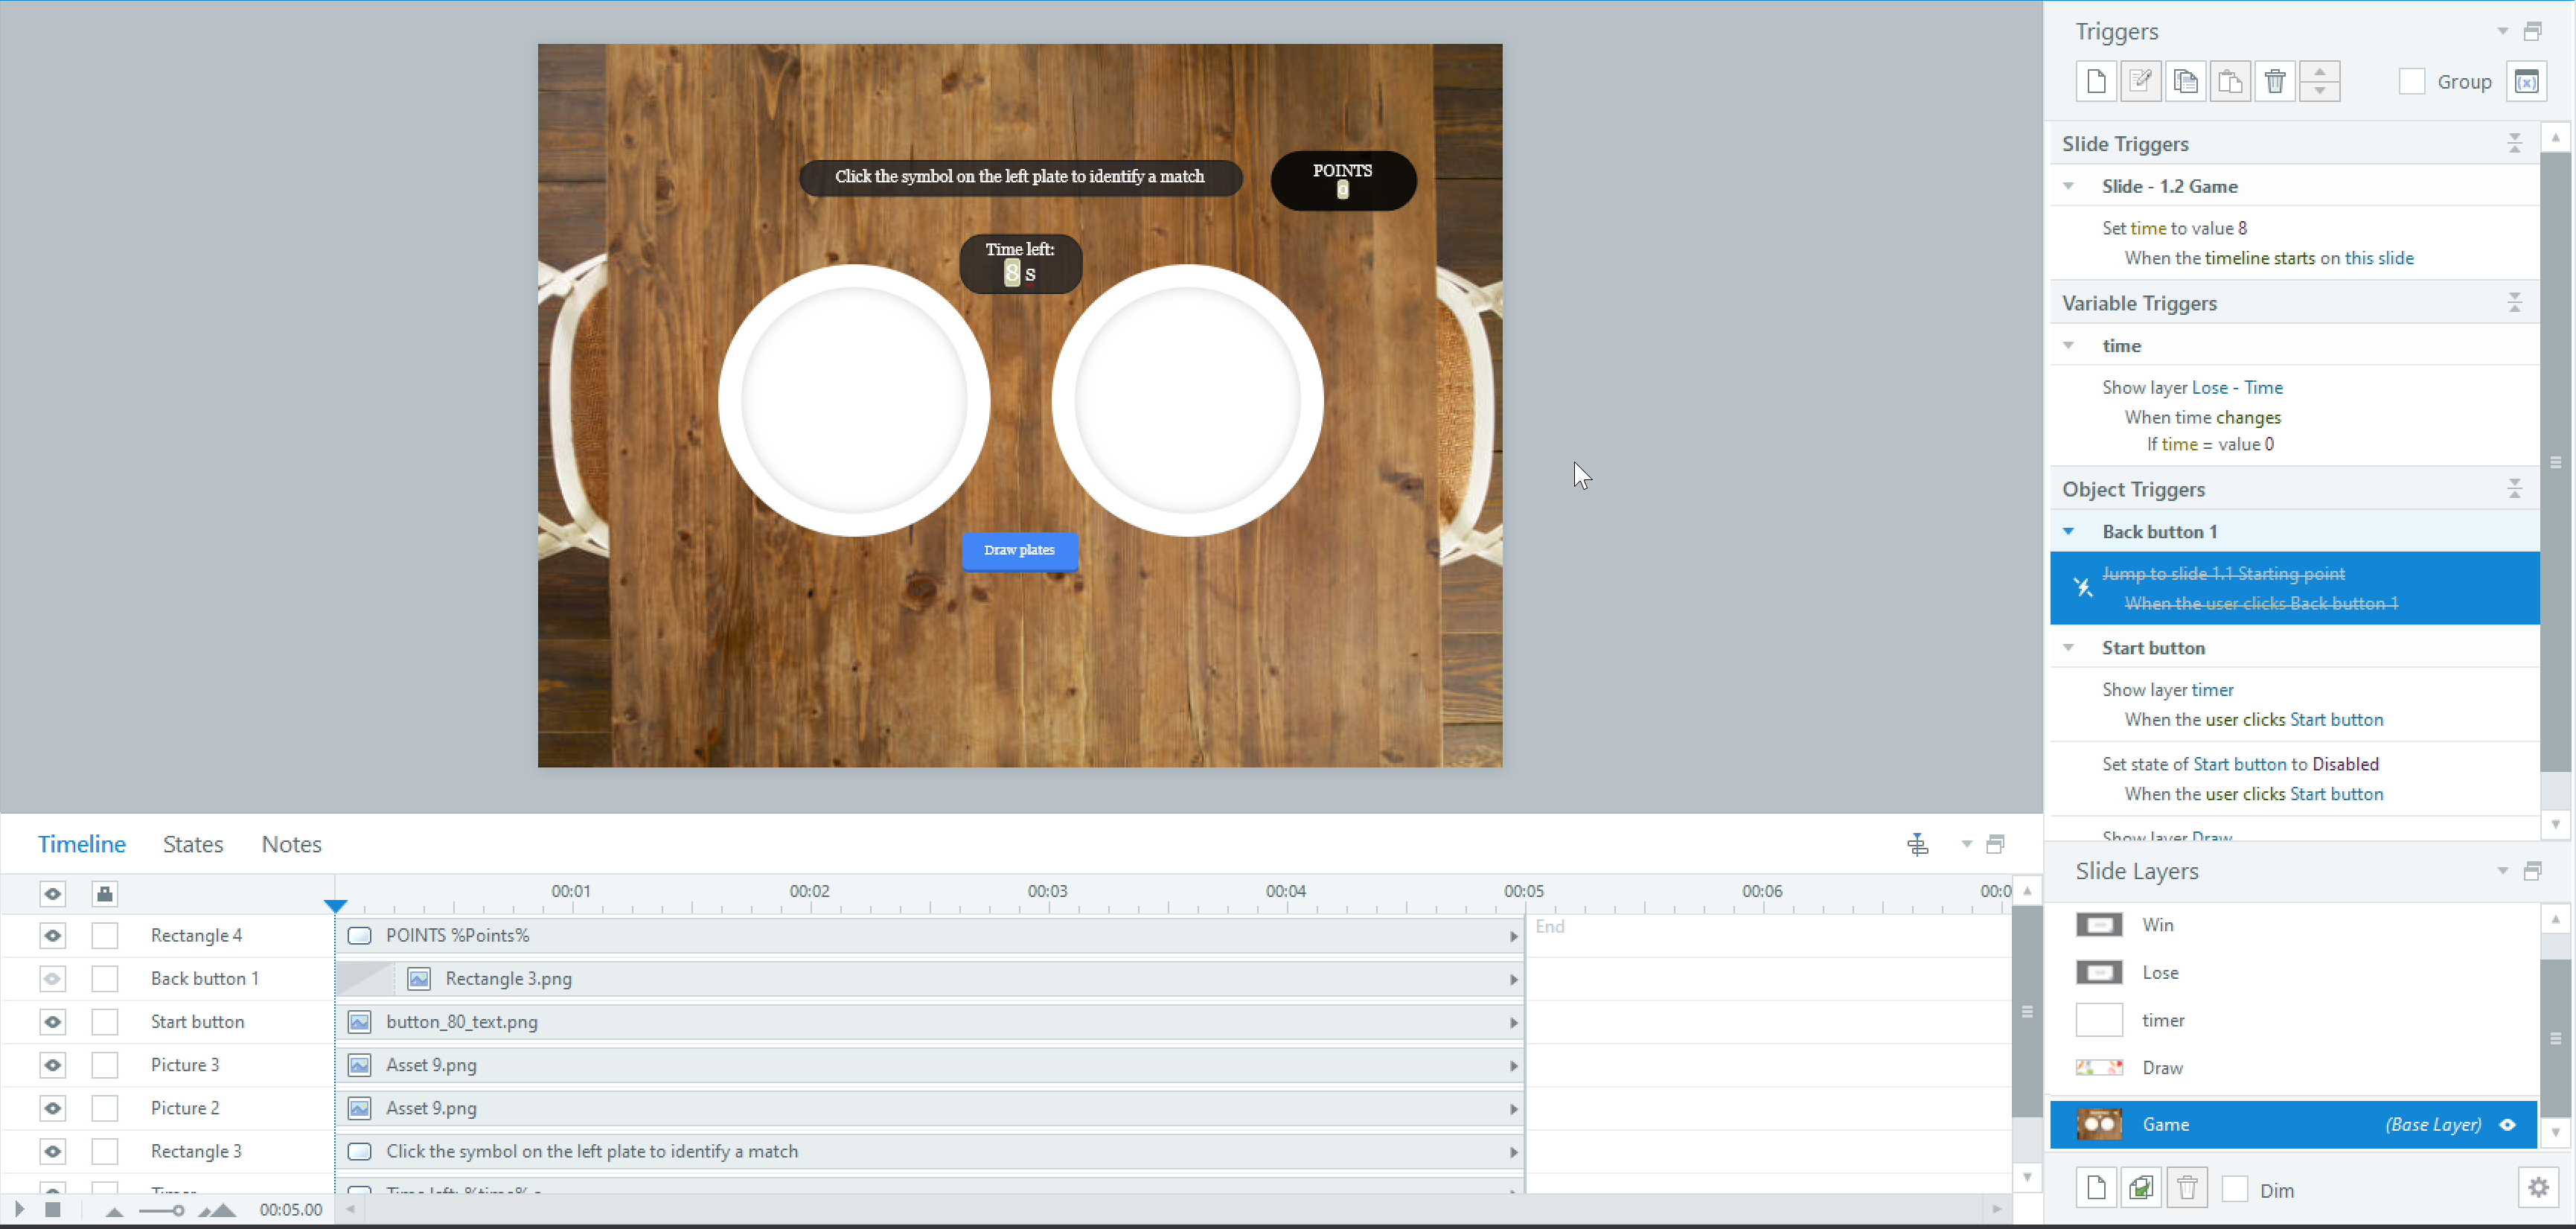 Click the symbol on the left plate to identify a match
POINTS
0
Time left:
8 s
Draw plates
Triggers
Group
Slide Triggers
Slide - 1.2 Game
Set time to value 8
When the timeline starts on this slide
Variable Triggers
time
Show layer Lose - Time
When time changes
If time = value 0
Object Triggers
Back button 1
Jump to slide 1.1 Starting point
When the user clicks Back button 1
Start button
Show layer timer
When the user clicks Start button
Set state of Start button to Disabled
When the user clicks Start button
Show layer Draw
Timeline States Notes
00:01 00:02 00:03 00:04 00:05 00:06 00:0
End
Rectangle 4 POINTS %Points%
Back button 1 Rectangle 3.png
Start button button_80_text.png
Picture 3 Asset 9.png
Picture 2 Asset 9.png
Rectangle 3 Click the symbol on the left plate to identify a match
Timer Time left: %time% s
00:05.00
Slide Layers
Win
Lose
timer
Draw
Game (Base Layer)
Dim